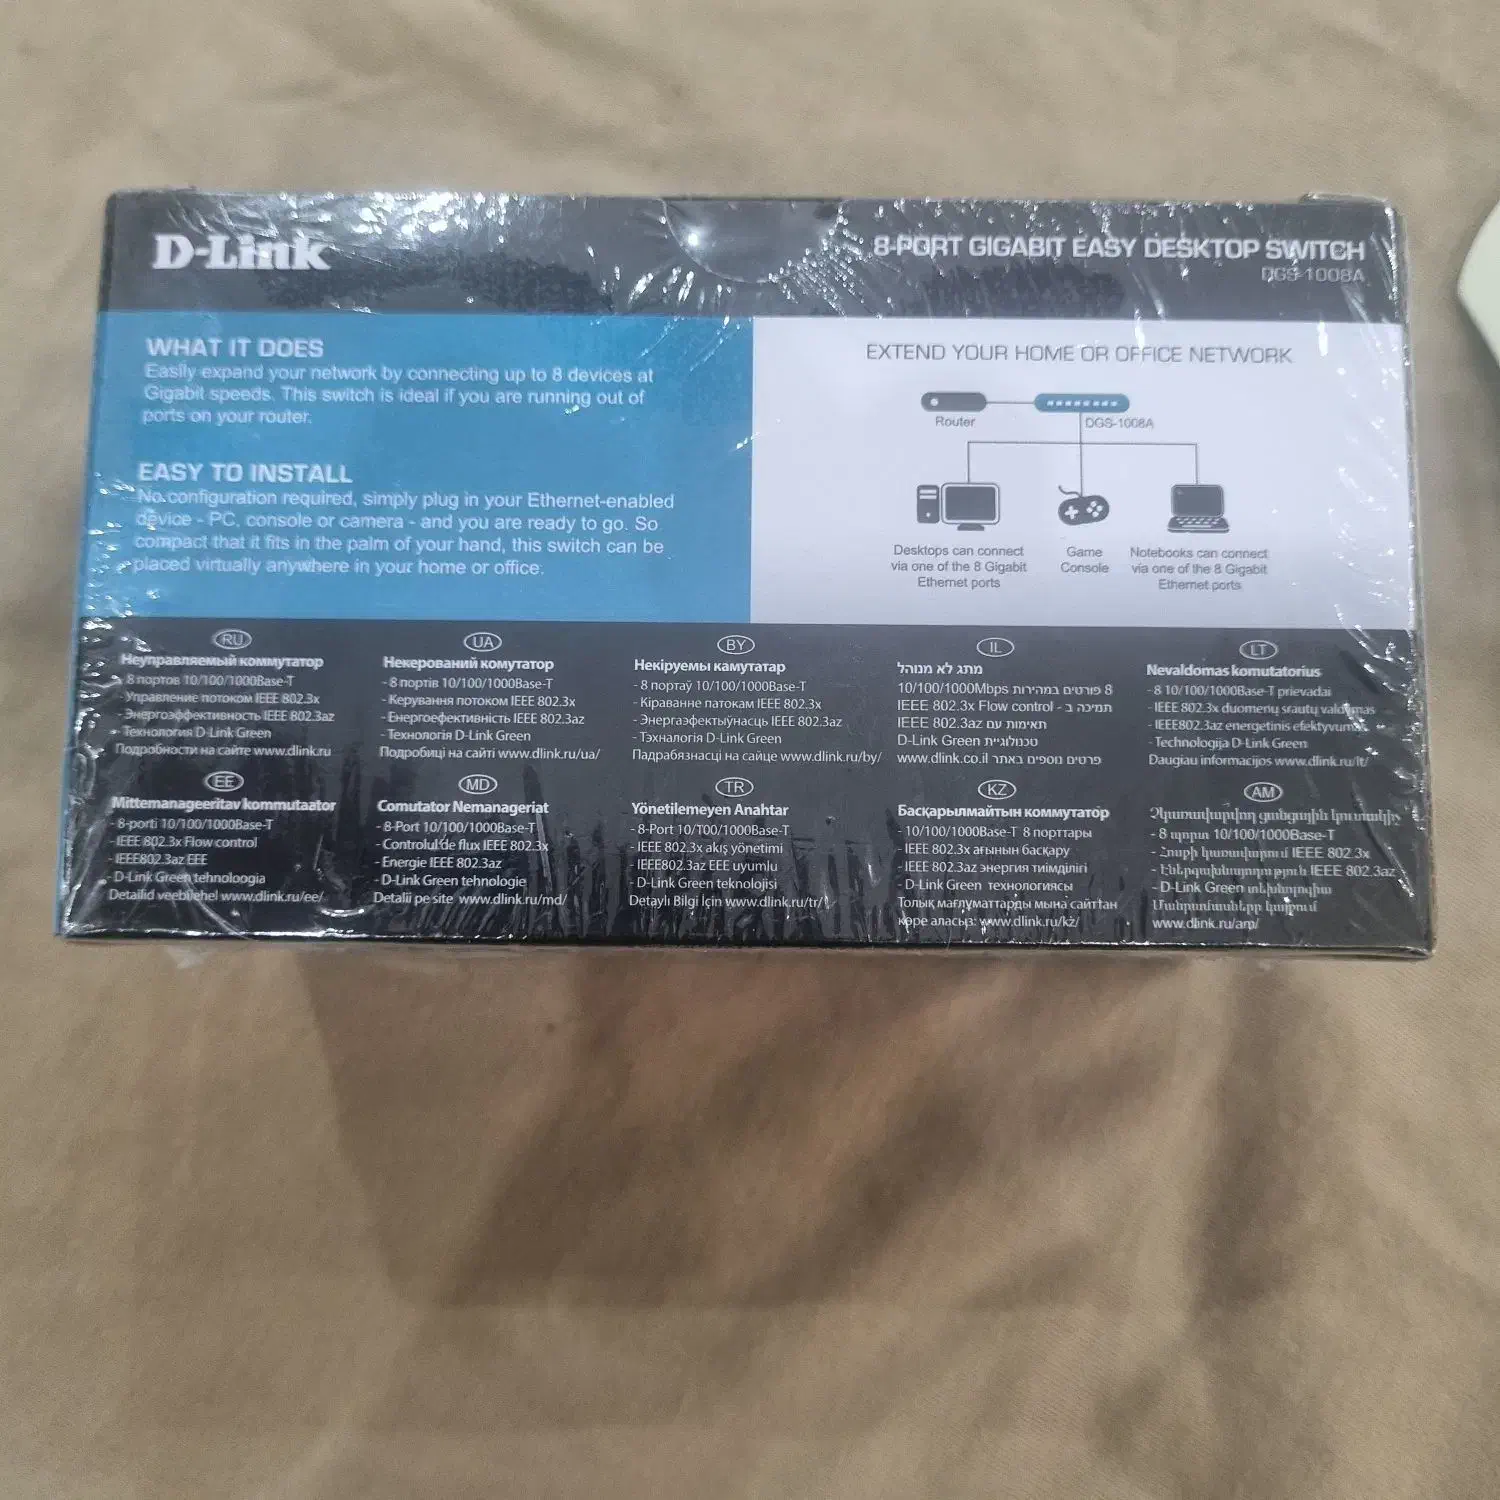 D-Link
8-PORT GIGABIT EASY DESKTOP SWITCH
DGS-1008A
WHAT IT DOES
Easily expand your network by connecting up to 8 devices at
Gigabit speeds. This switch is ideal if you are running out of
ports on your router.
EASY TO INSTALL
No configuration required, simply plug in your Ethernet-enabled
device - PC, console or camera - and you are ready to go. So
compact that it fits in the palm of your hand, this switch can be
placed virtually anywhere in your home or office.
EXTEND YOUR HOME OR OFFICE NETWORK
Router
DGS-1008A
Desktops can connect
via one of the 8 Gigabit
Ethernet ports
Game
Console
Notebooks can connect
via one of the 8 Gigabit
Ethernet ports
RU
Неуправляемый коммутатор
- 8 портов 10/100/1000Base-T
- Управление потоком IEEE 802.3x
- Энергоэффективность IEEE 802.3az
- Технология D-Link Green
Подробности на сайте www.dlink.ru
UA
Некерований комутатор
- 8 портів 10/100/1000Base-T
- Керування потоком IEEE 802.3x
- Енергоефективність IEEE 802.3az
- Технологія D-Link Green
Подробиці на сайті www.dlink.ru/ua/
BY
Некіруемы камутатар
- 8 портаў 10/100/1000Base-T
- Кіраванне патокам IEEE 802.3x
- Энергаэфектыўнасць IEEE 802.3az
- Тэхналогія D-Link Green
Падрабязнасці на сайце www.dlink.ru/by/
IL
מתג לא מנוהל
8 פורטים במהירות 10/100/1000Mbps
תמיכה ב - IEEE 802.3x Flow control
תאימות עם IEEE 802.3az
טכנולוגיית D-Link Green
פרטים נוספים באתר www.dlink.co.il
LT
Nevaldomas komutatorius
- 8 10/100/1000Base-T prievadai
- IEEE 802.3x duomenų srautų valdymas
- IEEE802.3az energetinis efektyvumas
- Technologija D-Link Green
Daugiau informacijos www.dlink.ru/lt/
EE
Mittemanageeritav kommutaator
- 8-porti 10/100/1000Base-T
- IEEE 802.3x Flow control
- IEEE802.3az EEE
- D-Link Green tehnoloogia
Detailid veebilehel www.dlink.ru/ee/
MD
Comutator Nemanageriat
- 8-Port 10/100/1000Base-T
- Controlul de flux IEEE 802.3x
- Energie IEEE 802.3az
- D-Link Green tehnologie
Detalii pe site www.dlink.ru/md/
TR
Yönetilemeyen Anahtar
- 8-Port 10/100/1000Base-T
- IEEE 802.3x akış yönetimi
- IEEE802.3az EEE uyumlu
- D-Link Green teknolojisi
Detaylı Bilgi İçin www.dlink.ru/tr/
KZ
Басқарылмайтын коммутатор
- 10/100/1000Base-T 8 порттары
- IEEE 802.3x ағынын басқару
- IEEE 802.3az энергия тиімділігі
- D-Link Green технологиясы
Толық мағлұматтарды мына сайттан
көре аласыз: www.dlink.ru/kz/
AM
Չկառավարվող ցանցային կոմուտակիչ
- 8 պորտ 10/100/1000Base-T
- Հոսքի կառավարում IEEE 802.3x
- Էներգախնայողություն IEEE 802.3az
- D-Link Green տեխնոլոգիա
Մանրամասները կայքում
www.dlink.ru/am/